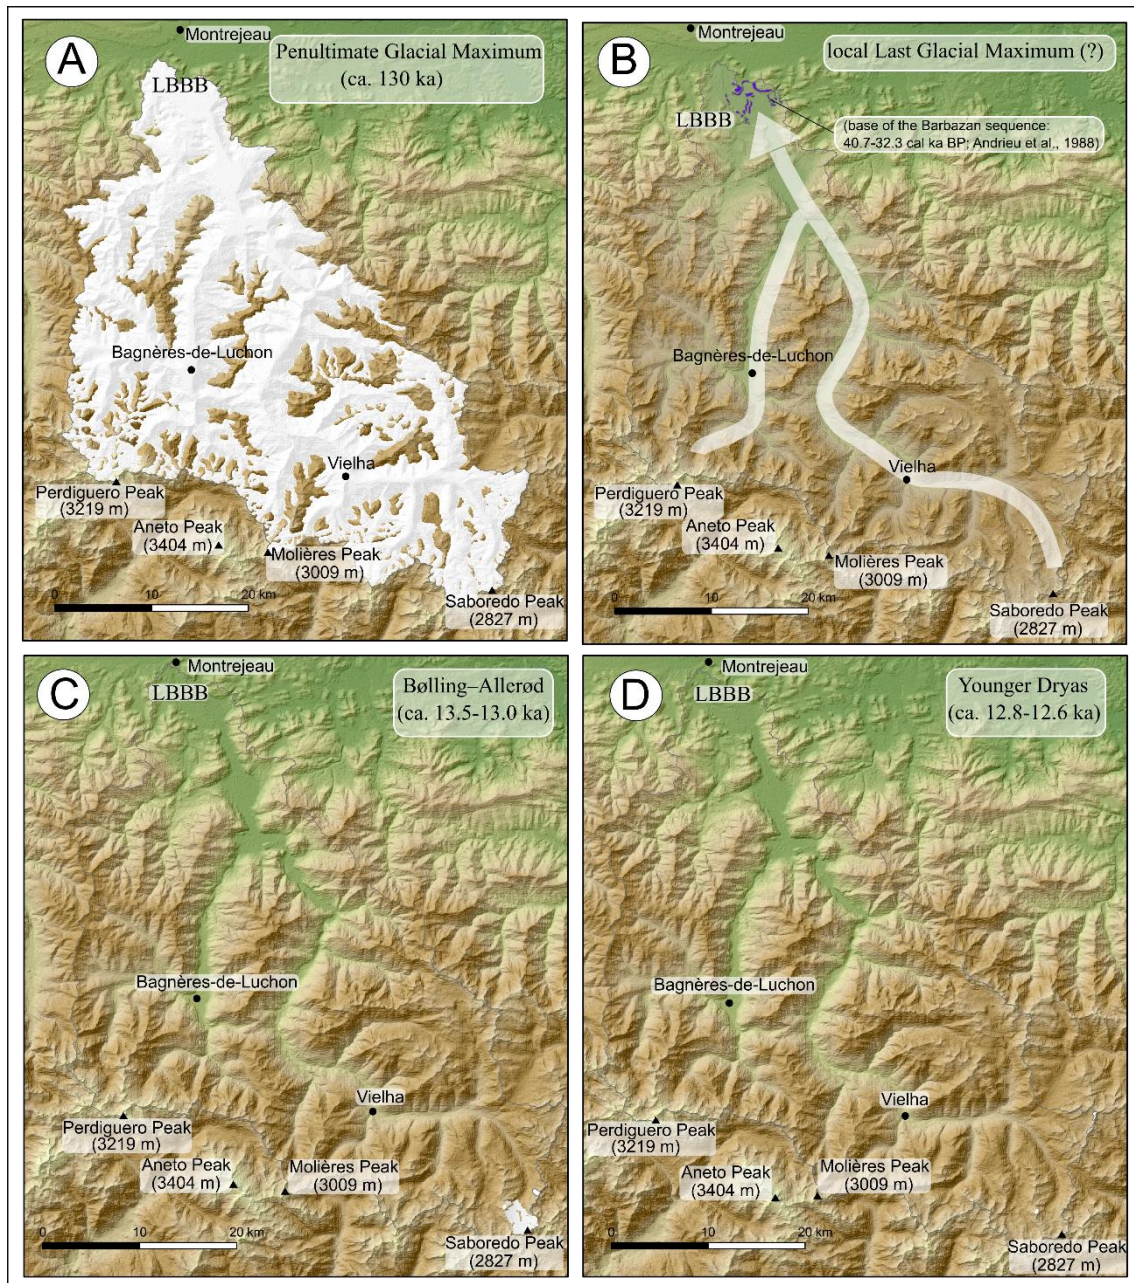 A
Montrejeau
Penultimate Glacial Maximum
(ca. 130 ka)
LBBB
Bagnères-de-Luchon
Vielha
Perdiguero Peak
(3219 m)
Aneto Peak
(3404 m)
Molières Peak
(3009 m)
Saboredo Peak
(2827 m)
0 10 20 km
B
Montrejeau
local Last Glacial Maximum (?)
LBBB
(base of the Barbazan sequence:
40.7-32.3 cal ka BP; Andrieu et al., 1988)
Bagnères-de-Luchon
Vielha
Perdiguero Peak
(3219 m)
Aneto Peak
(3404 m)
Molières Peak
(3009 m)
Saboredo Peak
(2827 m)
0 10 20 km
C
Montrejeau
LBBB
Bølling–Allerød
(ca. 13.5-13.0 ka)
Bagnères-de-Luchon
Vielha
Perdiguero Peak
(3219 m)
Aneto Peak
(3404 m)
Molières Peak
(3009 m)
Saboredo Peak
(2827 m)
0 10 20 km
D
Montrejeau
LBBB
Younger Dryas
(ca. 12.8-12.6 ka)
Bagnères-de-Luchon
Vielha
Perdiguero Peak
(3219 m)
Aneto Peak
(3404 m)
Molières Peak
(3009 m)
Saboredo Peak
(2827 m)
0 10 20 km